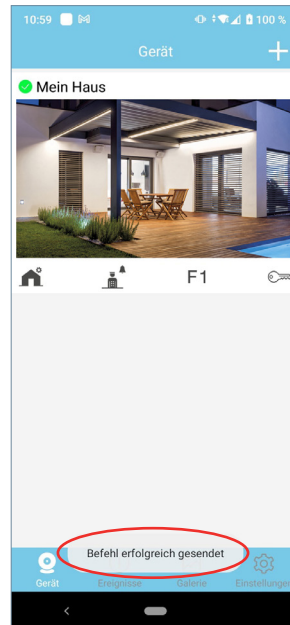 10:59
100 %
Gerät
Mein Haus
F1
Befehl erfolgreich gesendet
Gerät
Ereignisse
Galerie
Einstellungen